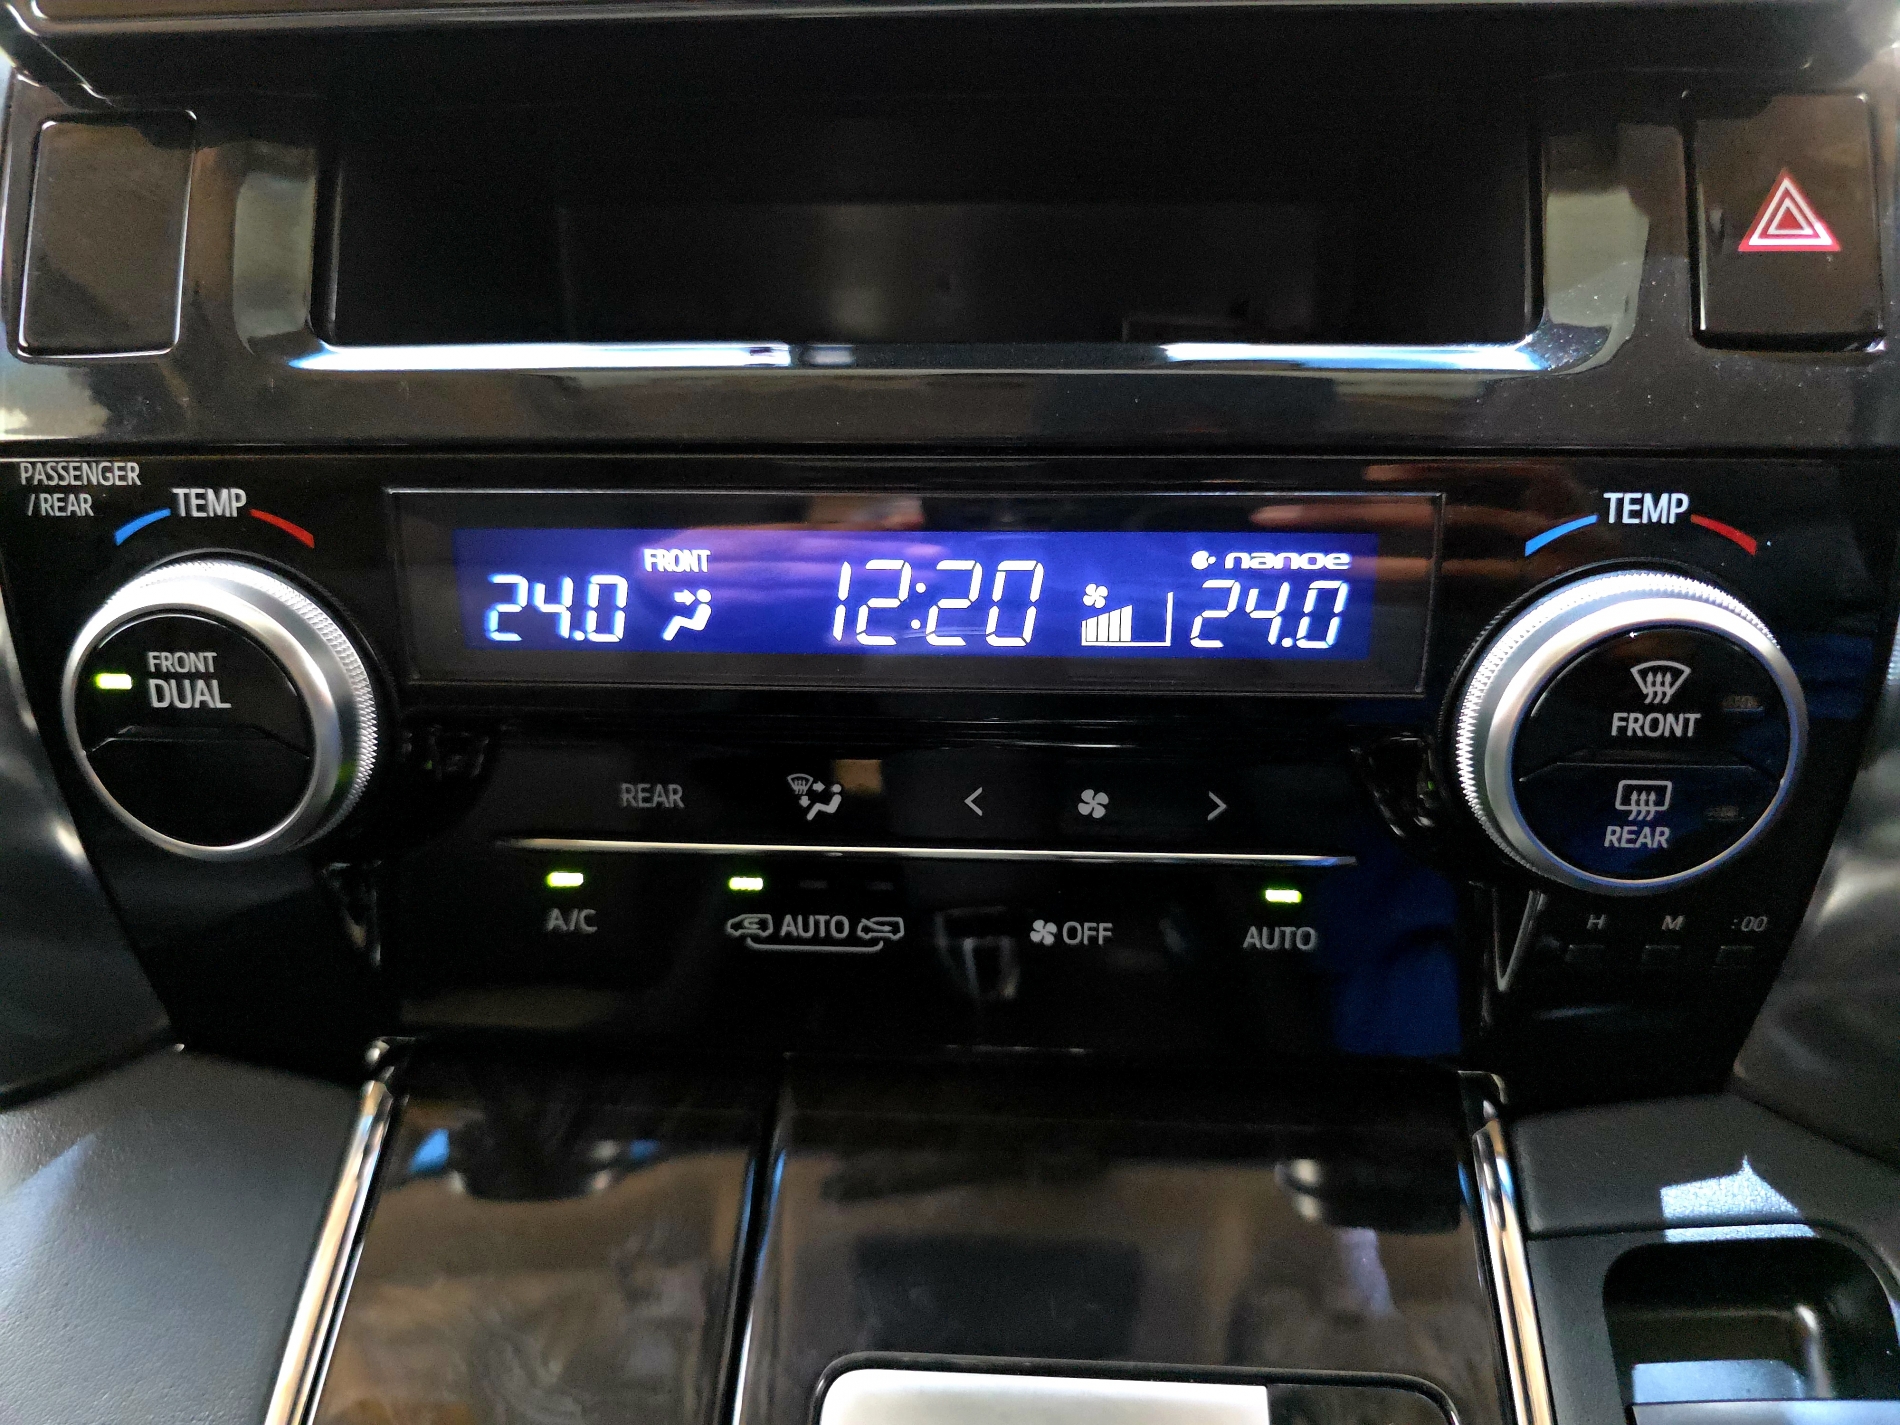 PASSENGER
/ REAR
TEMP
FRONT
DUAL
FRONT
24.0
12:20
nanoe
24.0
TEMP
FRONT
REAR
REAR
< >
A/C
AUTO
OFF
AUTO
H M :00